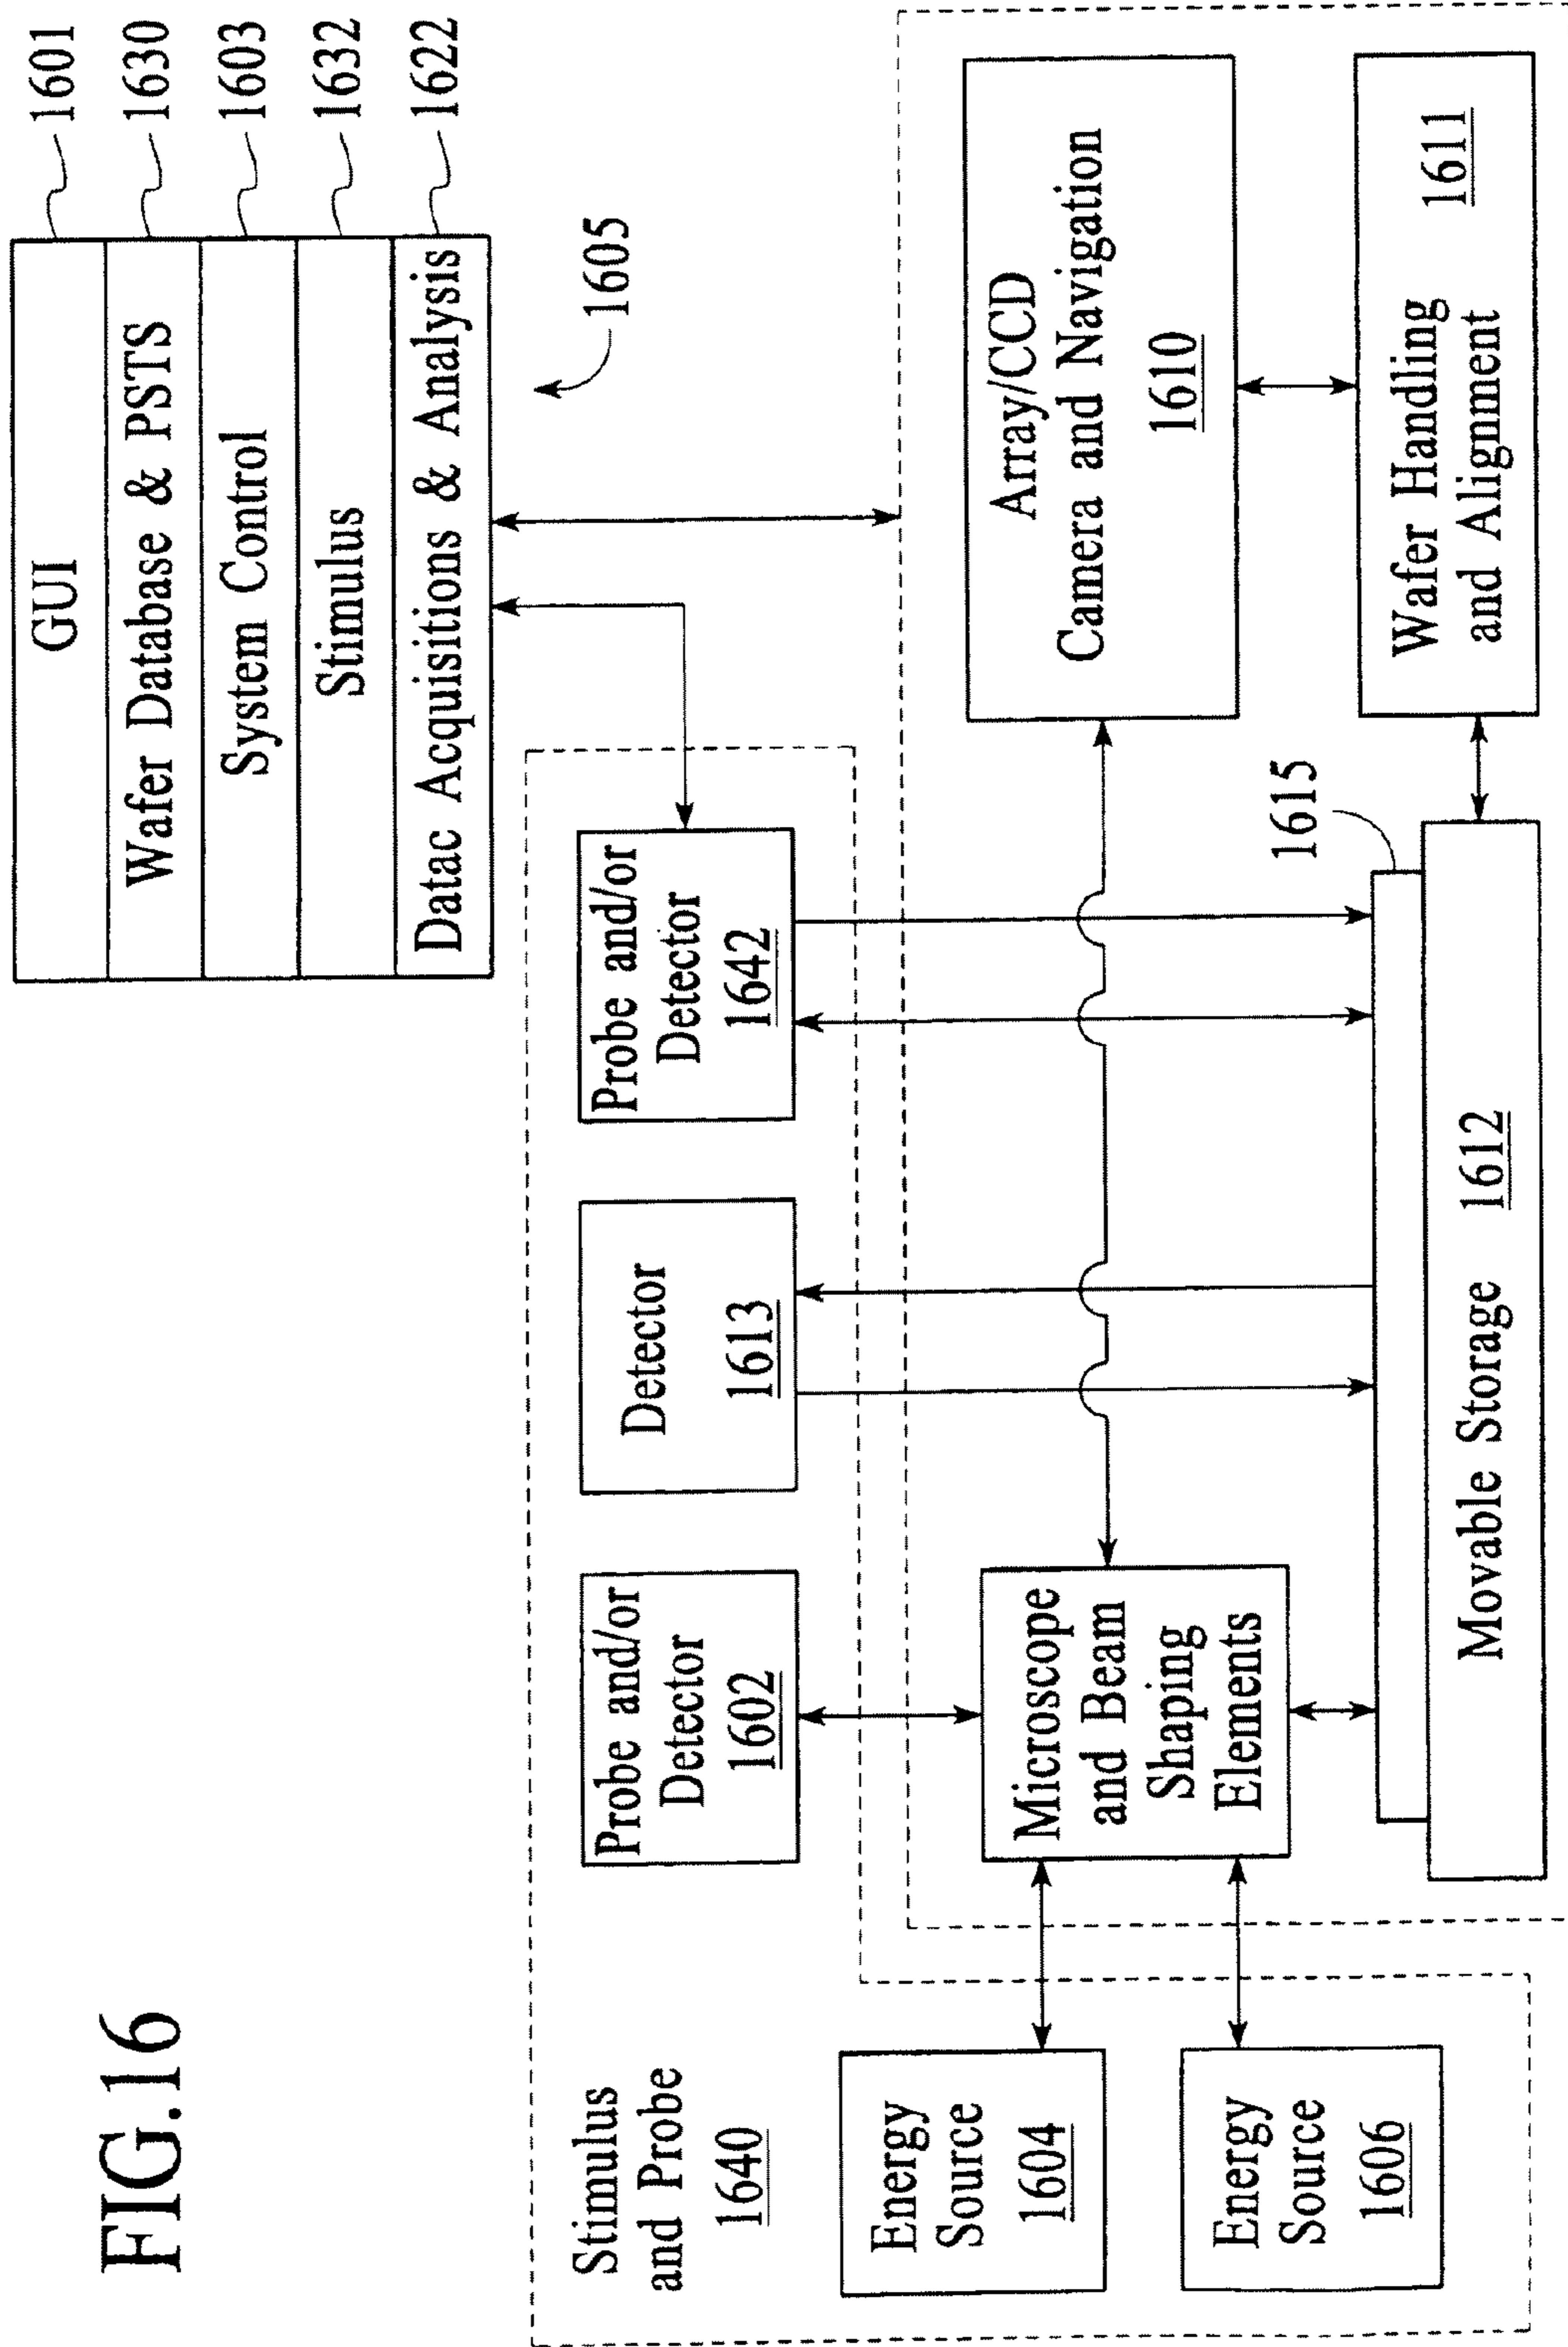 FIG.16
GUI
1601
Wafer Database & PSTS
1630
System Control
1603
Stimulus
1632
Datac Acquisitions & Analysis
1622
1605
Stimulus
and Probe
1640
Probe and/or
Detector
1602
Detector
1613
Probe and/or
Detector
1642
Energy
Source
1604
Energy
Source
1606
Microscope
and Beam
Shaping
Elements
Array/CCD
Camera and Navigation
1610
1615
Movable Storage 1612
Wafer Handling 1611
and Alignment